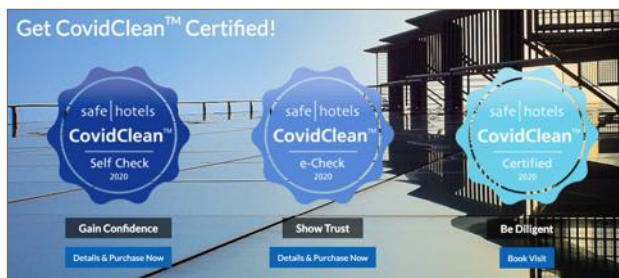 Get CovidClean™ Certified!
safe|hotels
CovidClean™
Self Check
2020
Gain Confidence
Details & Purchase Now
safe|hotels
CovidClean™
e-Check
2020
Show Trust
Details & Purchase Now
safe|hotels
CovidClean™
Certified
2020
Be Diligent
Book Visit